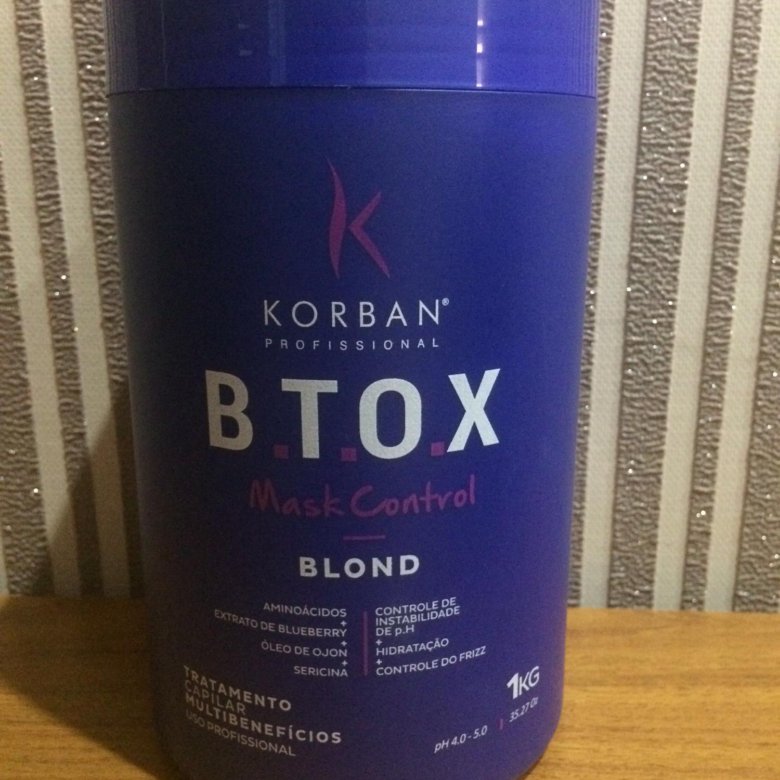 K
KORBAN®
PROFISSIONAL
B.T.O.X
Mask Control
BLOND
AMINOÁCIDOS
+
EXTRATO DE BLUEBERRY
+
ÓLEO DE OJON
+
SERICINA
CONTROLE DE
INSTABILIDADE
DE p.H
+
HIDRATAÇÃO
+
CONTROLE DO FRIZZ
TRATAMENTO
CAPILAR
MULTIBENEFÍCIOS
USO PROFISSIONAL
pH 4.0 - 5.0
1KG
35.27 Oz